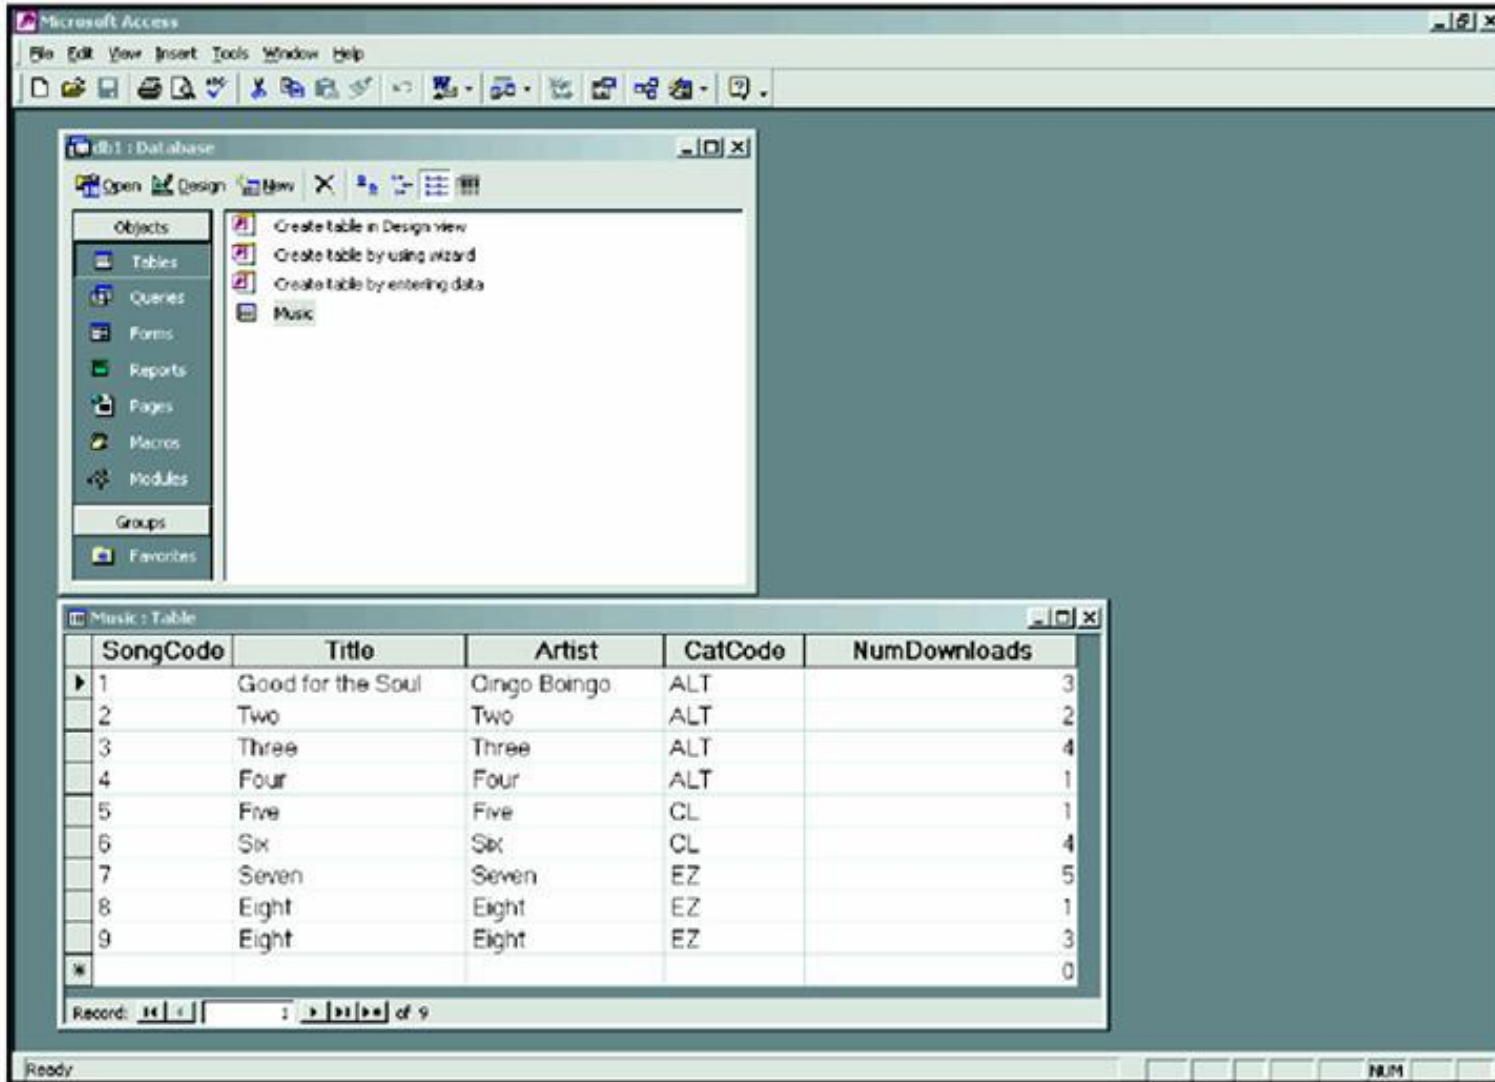 Microsoft Access
File Edit View Insert Tools Window Help
db1 : Database
Open Design New
Objects
Tables
Queries
Forms
Reports
Pages
Macros
Modules
Groups
Favorites
Create table in Design view
Create table by using wizard
Create table by entering data
Music
Music : Table
SongCode Title Artist CatCode NumDownloads
1 Good for the Soul Oingo Boingo ALT 3
2 Two Two ALT 2
3 Three Three ALT 4
4 Four Four ALT 1
5 Five Five CL 1
6 Six Six CL 4
7 Seven Seven EZ 5
8 Eight Eight EZ 1
9 Eight Eight EZ 3
0
Record: 1 of 9
Ready NUM